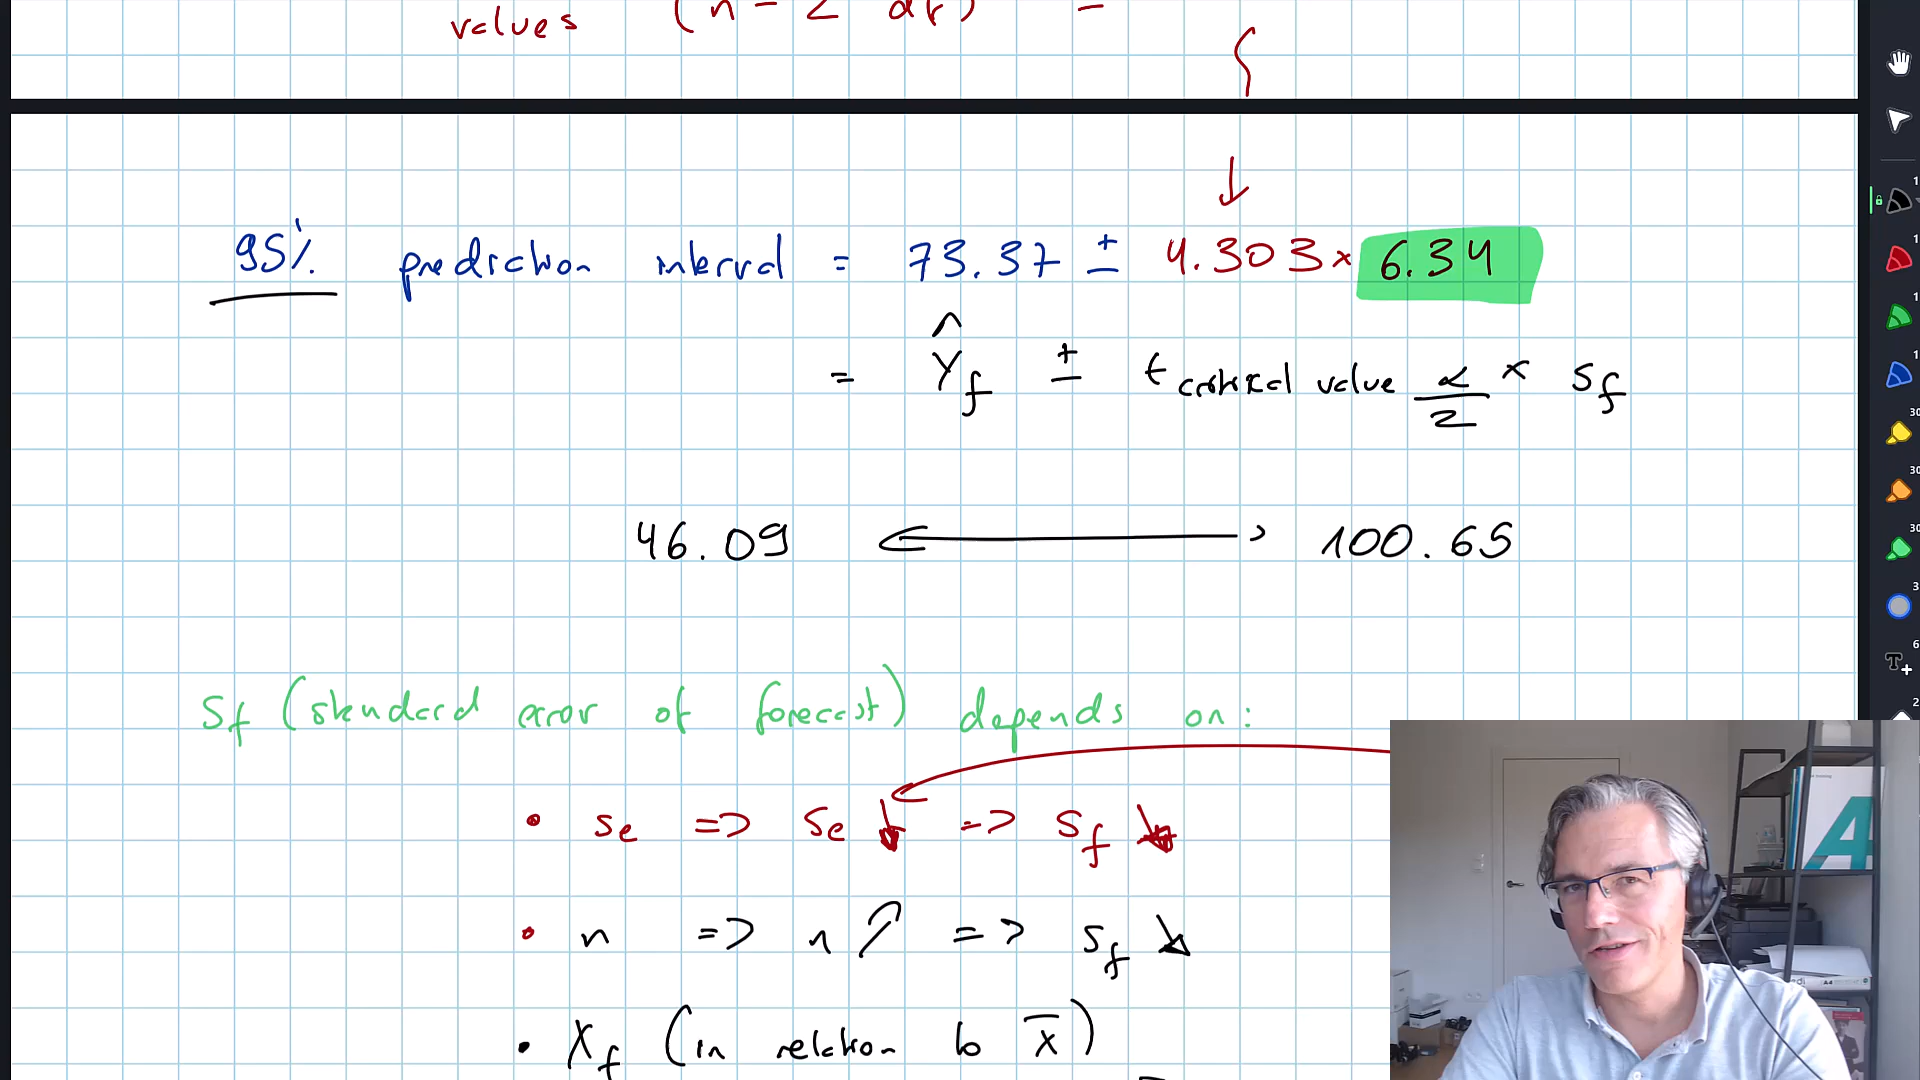 values (n - 2 df) =
95% prediction interval = 73.37 ± 4.303 × 6.34
= Ŷf ± t critical value α/2 × Sf
46.09 ⟸⟹ 100.65
Sf (standard error of forecast) depends on:
• Se => Se ↓ => Sf ↓
• n => n ↗ => Sf ↘
• Xf (in relation to x̄)